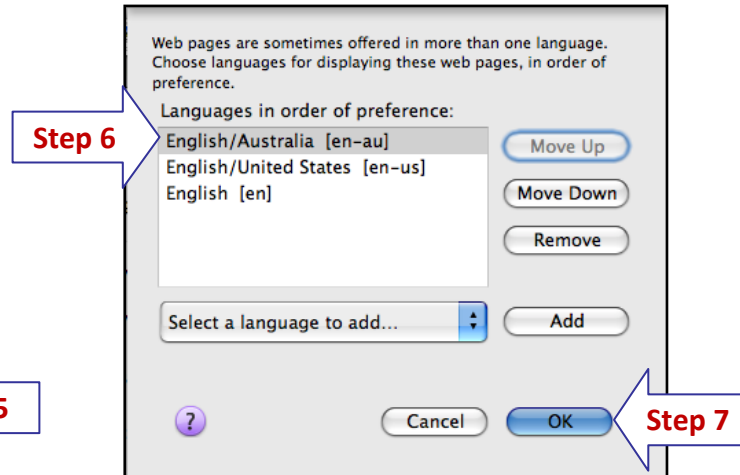 Web pages are sometimes offered in more than one language.
Choose languages for displaying these web pages, in order of
preference.
Languages in order of preference:
Step 6
English/Australia [en-au]
Move Up
English/United States [en-us]
English [en]
Move Down
Remove
Select a language to add...
Add
5
?
Cancel
OK
Step 7